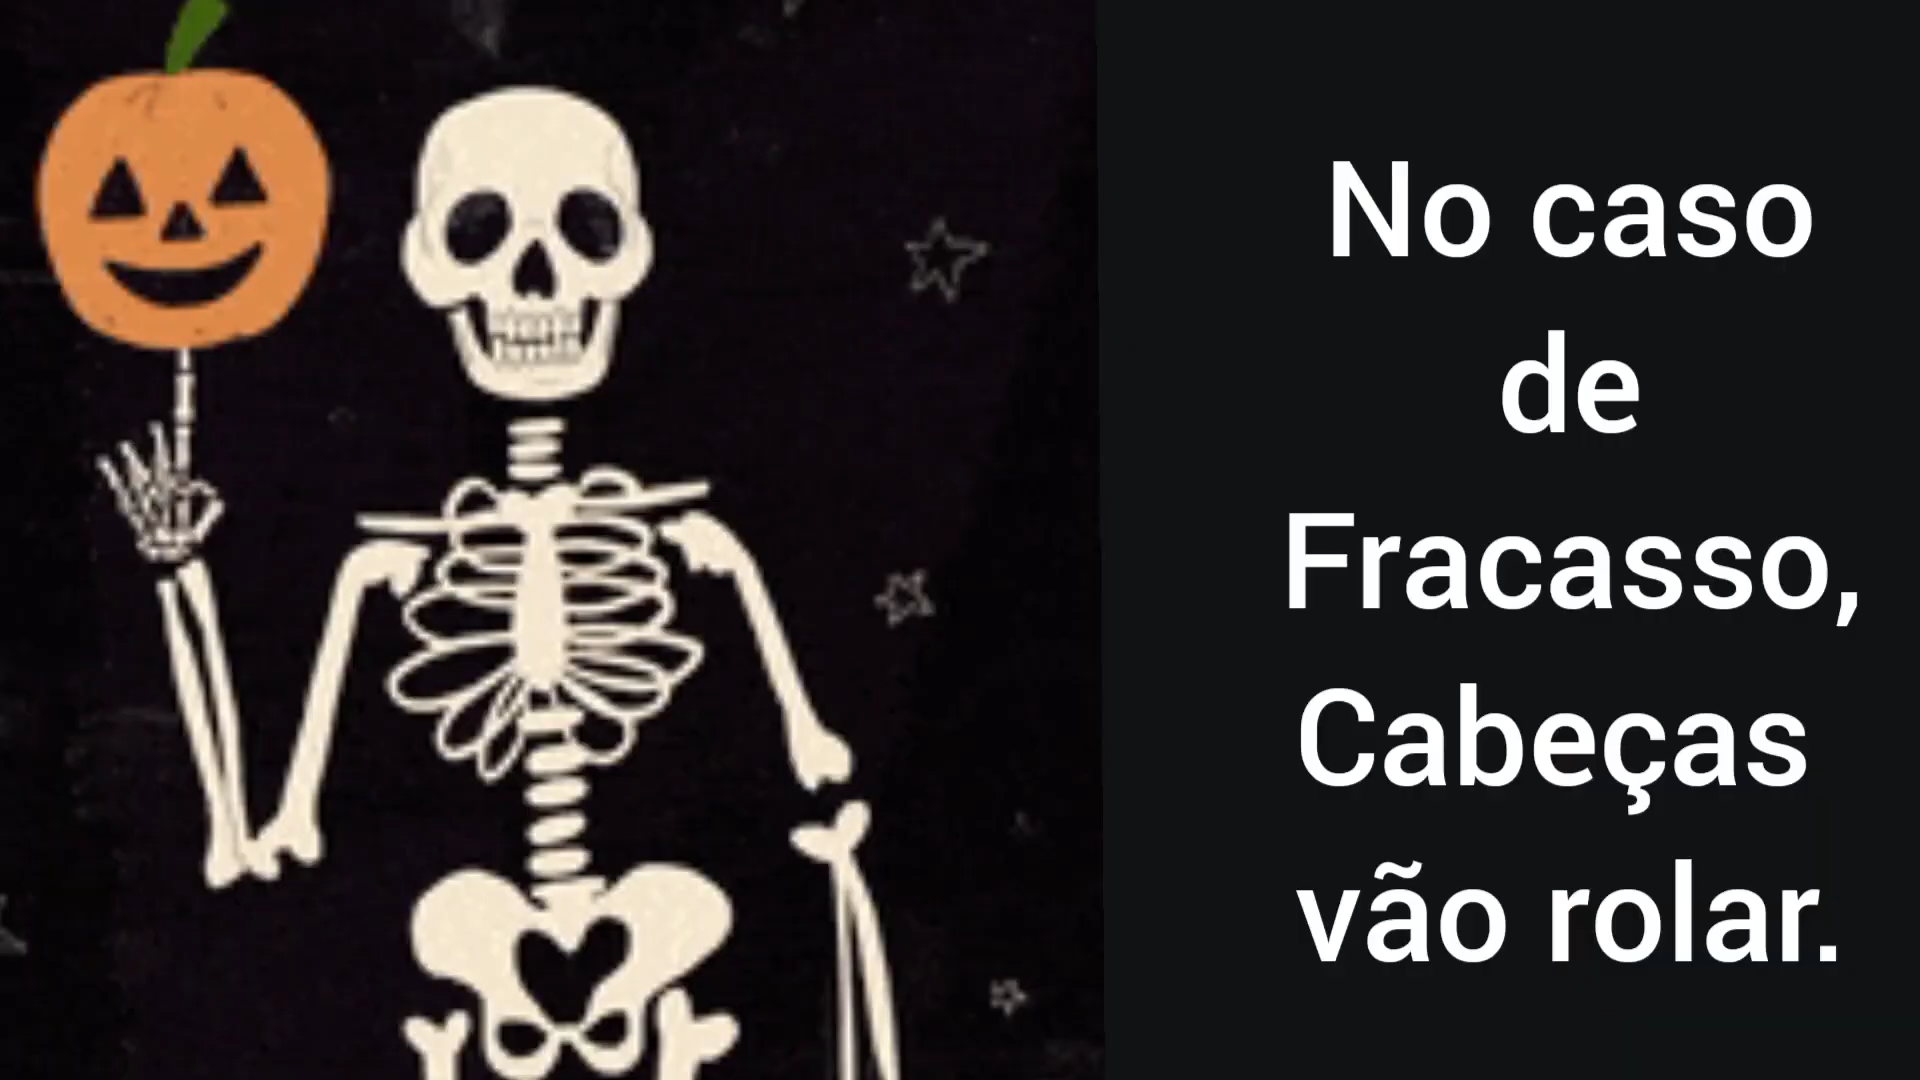 No caso
de
Fracasso,
Cabeças
vão rolar.